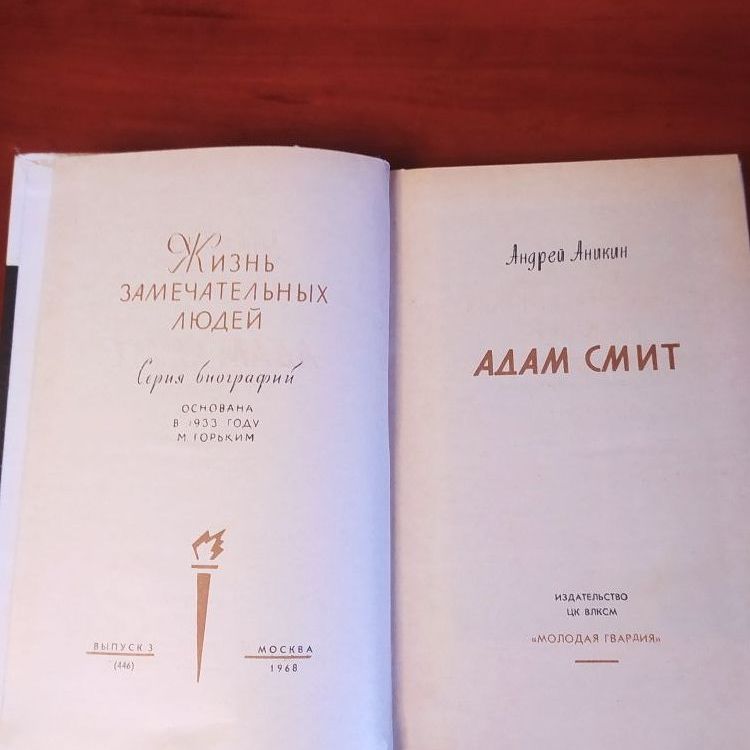 Жизнь
ЗАМЕЧАТЕЛЬНЫХ
ЛЮДЕЙ
Серия биографий
ОСНОВАНА
В 1933 ГОДУ
М ГОРЬКИМ
ВЫПУСК 3
(446)
МОСКВА
1968
Андрей Аникин
АДАМ СМИТ
ИЗДАТЕЛЬСТВО
ЦК ВЛКСМ
«МОЛОДАЯ ГВАРДИЯ»